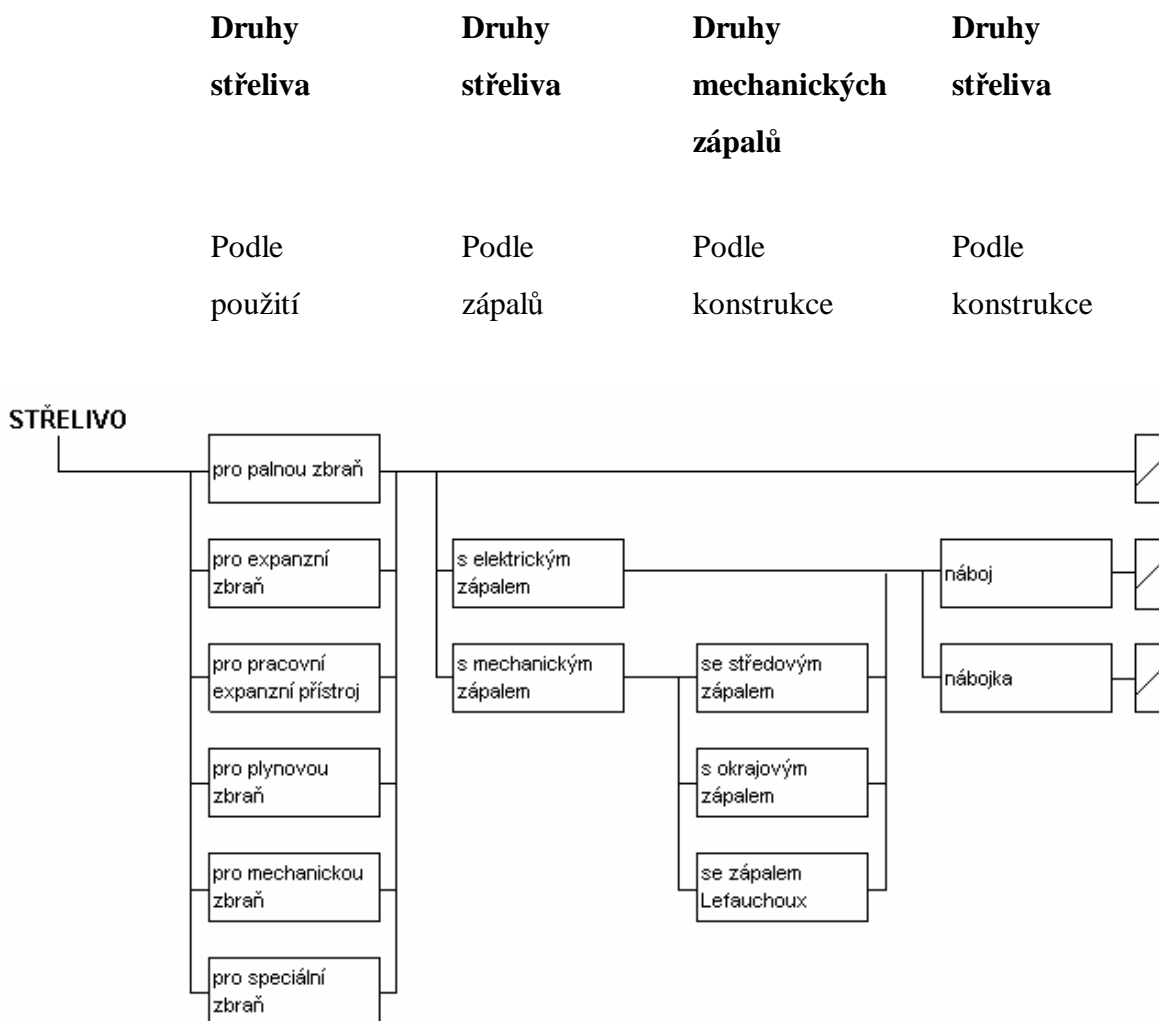 Druhy
střeliva
Druhy
střeliva
Druhy
mechanických
zápalů
Druhy
střeliva
Podle
použití
Podle
zápalů
Podle
konstrukce
Podle
konstrukce
STŘELIVO
pro palnou zbraň
pro expanzní
zbraň
pro pracovní
expanzní přístroj
pro plynovou
zbraň
pro mechanickou
zbraň
pro speciální
zbraň
s elektrickým
zápalem
s mechanickým
zápalem
se středovým
zápalem
s okrajovým
zápalem
se zápalem
Lefauchoux
náboj
nábojka